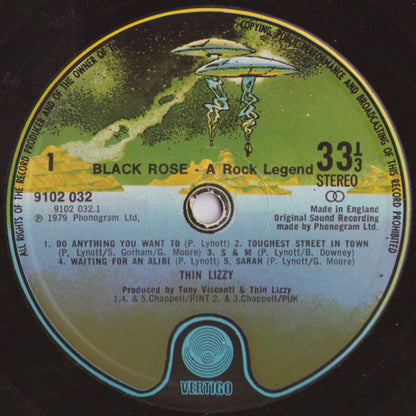 ALL RIGHTS OF THE RECORD PRODUCER AND OF THE OWNER OF
COPYING, PUBLIC PERFORMANCE AND BROADCASTING OF THIS RECORD PROHIBITED
1
BLACK ROSE - A Rock Legend
33 1/3
STEREO
9102 032
9102 032.1
℗ 1979 Phonogram Ltd.
Made in England
Original Sound Recording
made by Phonogram Ltd.
1. DO ANYTHING YOU WANT TO (P. Lynott) 2. TOUGHEST STREET IN TOWN
(P. Lynott/S. Gorham/G. Moore) 3. S & M (P. Lynott/B. Downey)
4. WAITING FOR AN ALIBI (P. Lynott) 5. SARAH (P. Lynott/G. Moore)
THIN LIZZY
Produced by Tony Visconti & Thin Lizzy
1.4. & 5.Chappell/PINT 2. & 3.Chappell/PUK
VERTIGO